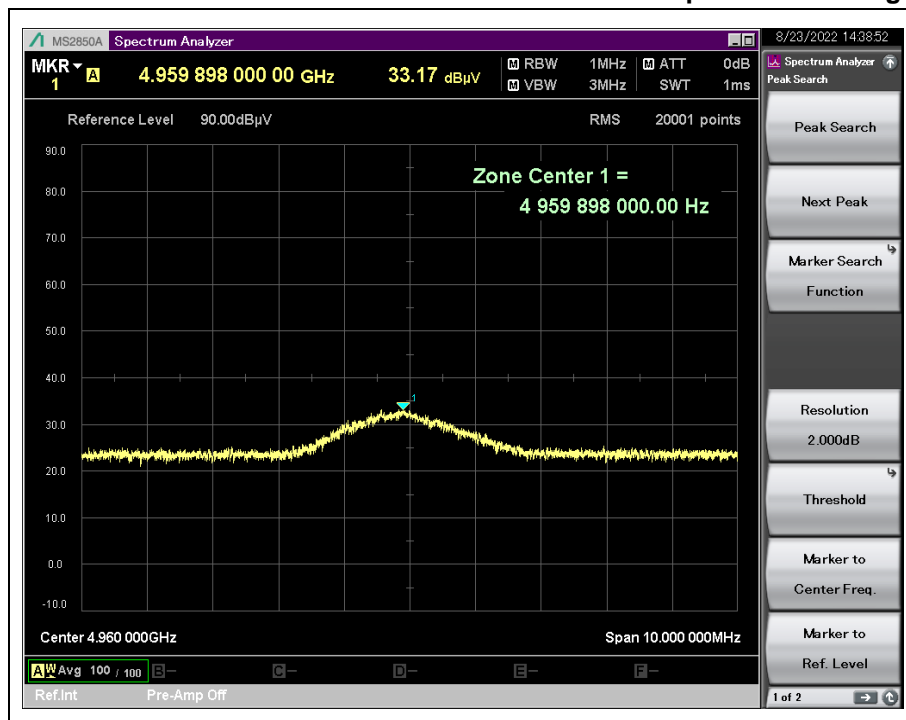 MS2850A Spectrum Analyzer
8/23/2022 14:38:52
MKR
1
A
4.959 898 000 00 GHz
33.17 dBµV
M RBW 1MHz M ATT 0dB
M VBW 3MHz SWT 1ms
Spectrum Analyzer
Peak Search
Reference Level 90.00dBµV
RMS 20001 points
Zone Center 1 =
4 959 898 000.00 Hz
90.0
80.0
70.0
60.0
50.0
40.0
30.0
20.0
10.0
0.0
-10.0
1
Center 4.960 000GHz
Span 10.000 000MHz
A W Avg 100 / 100 B- C- D- E- F-
Ref.Int Pre-Amp Off
Peak Search
Next Peak
Marker Search
Function
Resolution
2.000dB
Threshold
Marker to
Center Freq.
Marker to
Ref. Level
1 of 2